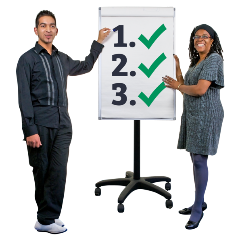 1. ✓
2. ✓
3. ✓